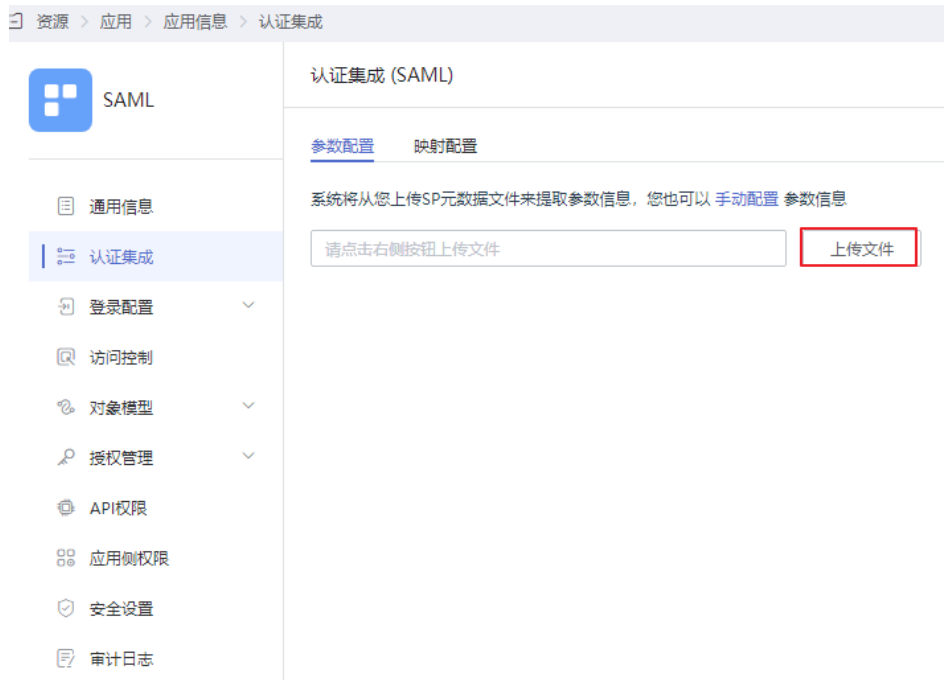 资源 > 应用 > 应用信息 > 认证集成
SAML
通用信息
认证集成
登录配置
访问控制
对象模型
授权管理
API权限
应用侧权限
安全设置
审计日志
认证集成 (SAML)
参数配置 映射配置
系统将从您上传SP元数据文件来提取参数信息，您也可以 手动配置 参数信息
请点击右侧按钮上传文件 上传文件